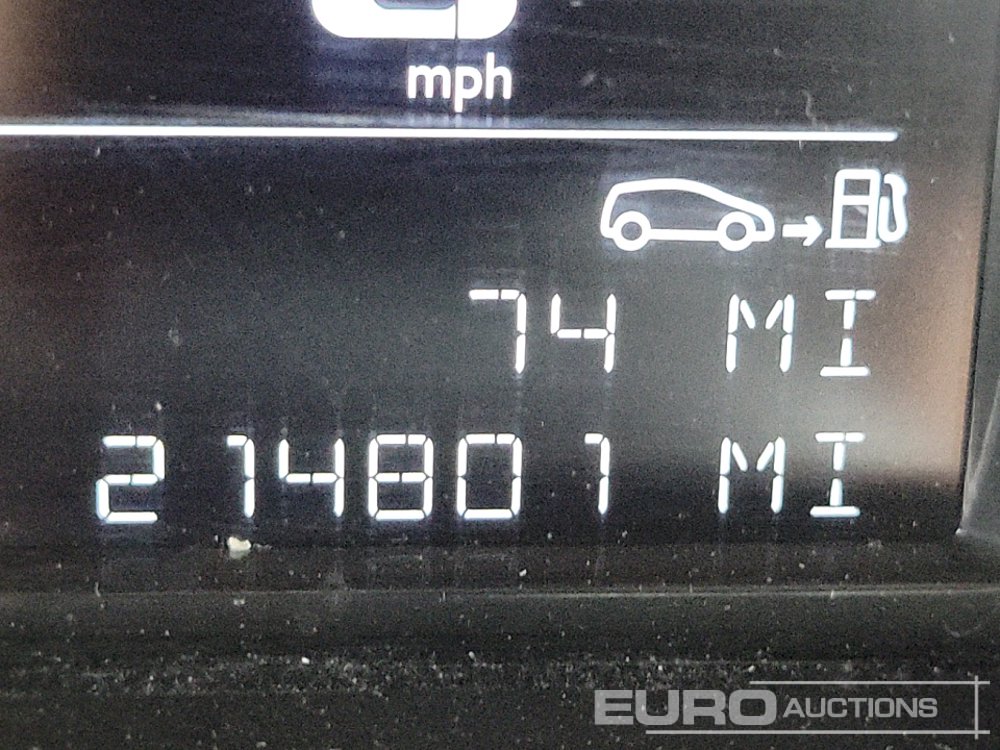 mph
74 MI
214801 MI
EURO AUCTIONS